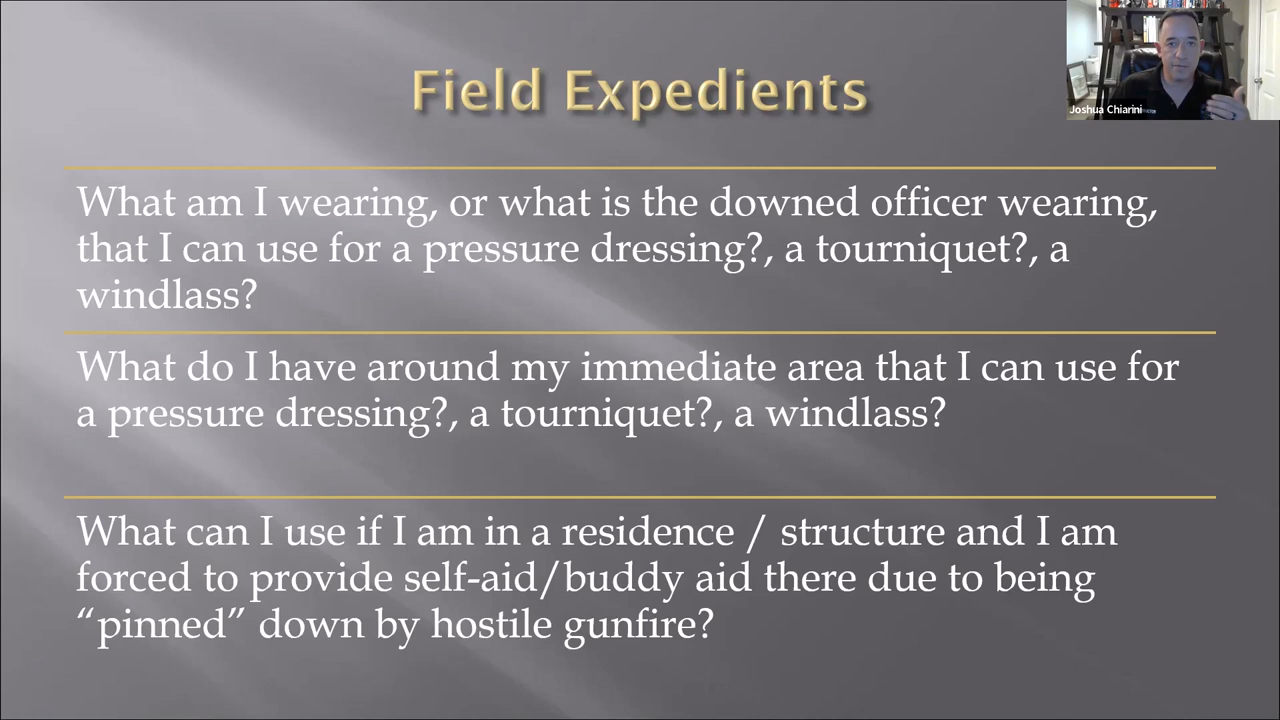 Field Expedients
Joshua Chiarini
What am I wearing, or what is the downed officer wearing,
that I can use for a pressure dressing?, a tourniquet?, a
windlass?
What do I have around my immediate area that I can use for
a pressure dressing?, a tourniquet?, a windlass?
What can I use if I am in a residence / structure and I am
forced to provide self-aid/buddy aid there due to being
“pinned” down by hostile gunfire?